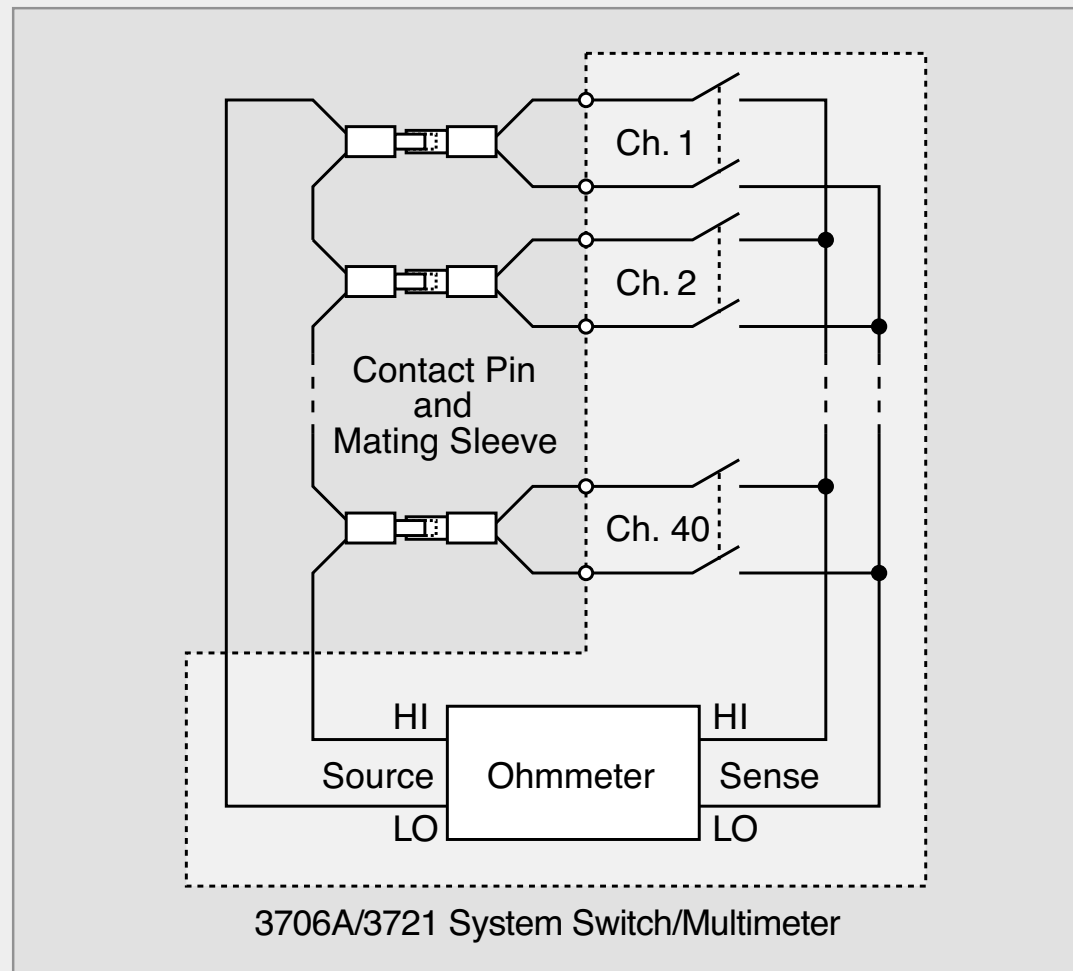 Ch. 1
Ch. 2
Contact Pin
and
Mating Sleeve
Ch. 40
HI
HI
Source
Ohmmeter
Sense
LO
LO
3706A/3721 System Switch/Multimeter